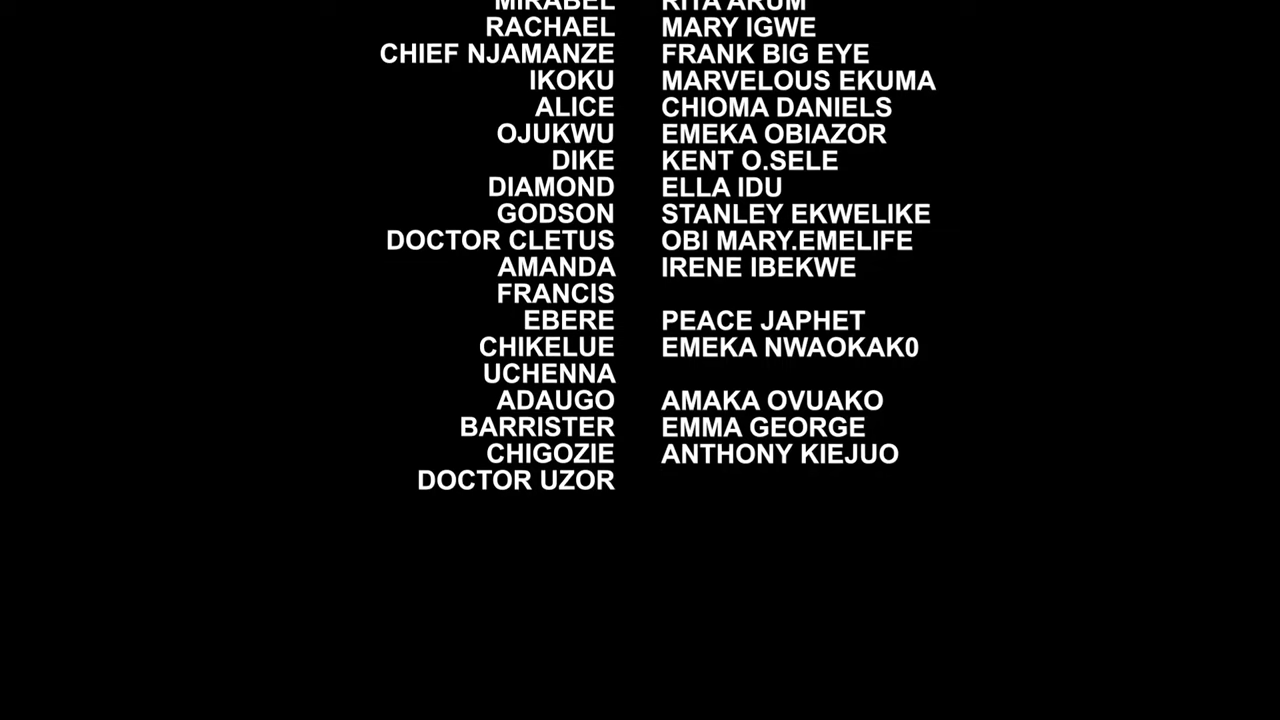 MIRABEL RITA ARUM
RACHAEL MARY IGWE
CHIEF NJAMANZE FRANK BIG EYE
IKOKU MARVELOUS EKUMA
ALICE CHIOMA DANIELS
OJUKWU EMEKA OBIAZOR
DIKE KENT O.SELE
DIAMOND ELLA IDU
GODSON STANLEY EKWELIKE
DOCTOR CLETUS OBI MARY.EMELIFE
AMANDA IRENE IBEKWE
FRANCIS
EBERE PEACE JAPHET
CHIKELUE EMEKA NWAOKAK0
UCHENNA
ADAUGO AMAKA OVUAKO
BARRISTER EMMA GEORGE
CHIGOZIE ANTHONY KIEJUO
DOCTOR UZOR